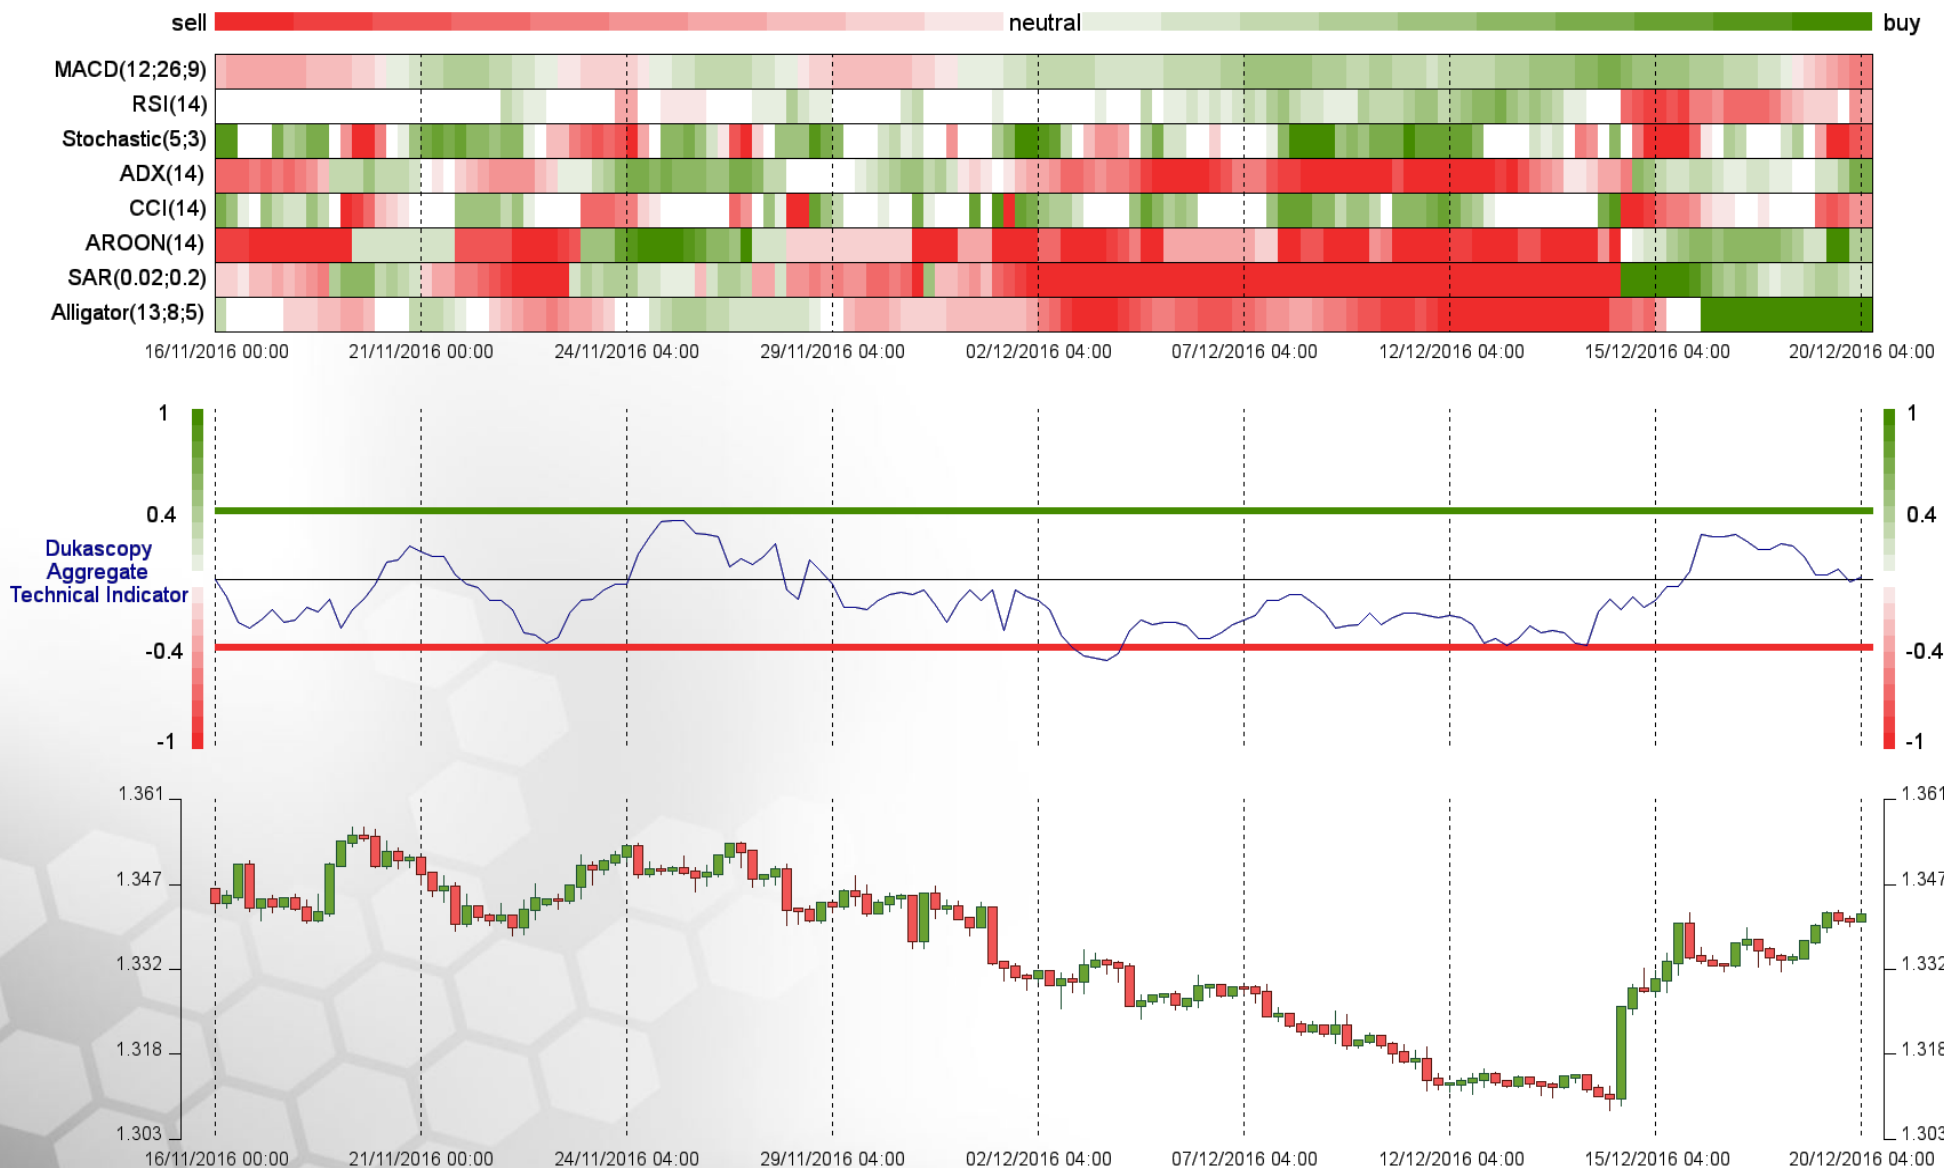 sell neutral buy
MACD(12;26;9)
RSI(14)
Stochastic(5;3)
ADX(14)
CCI(14)
AROON(14)
SAR(0.02;0.2)
Alligator(13;8;5)
16/11/2016 00:00 21/11/2016 00:00 24/11/2016 04:00 29/11/2016 04:00 02/12/2016 04:00 07/12/2016 04:00 12/12/2016 04:00 15/12/2016 04:00 20/12/2016 04:00
1 1
0.4 0.4
Dukascopy
Aggregate
Technical Indicator
-0.4 -0.4
-1 -1
1.361 1.361
1.347 1.347
1.332 1.332
1.318 1.318
1.303 1.303
16/11/2016 00:00 21/11/2016 00:00 24/11/2016 04:00 29/11/2016 04:00 02/12/2016 04:00 07/12/2016 04:00 12/12/2016 04:00 15/12/2016 04:00 20/12/2016 04:00